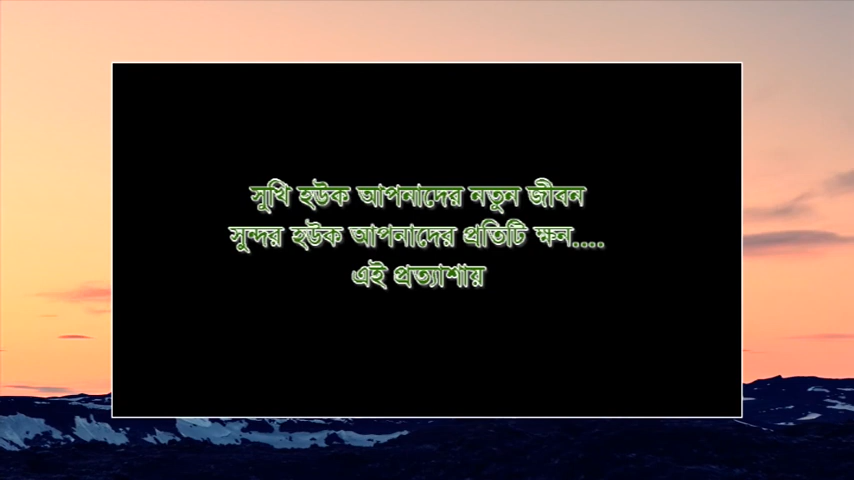 সুখি হউক আপনাদের নতুন জীবন
সুন্দর হউক আপনাদের প্রতিটি ক্ষন....
এই প্রত্যাশায়